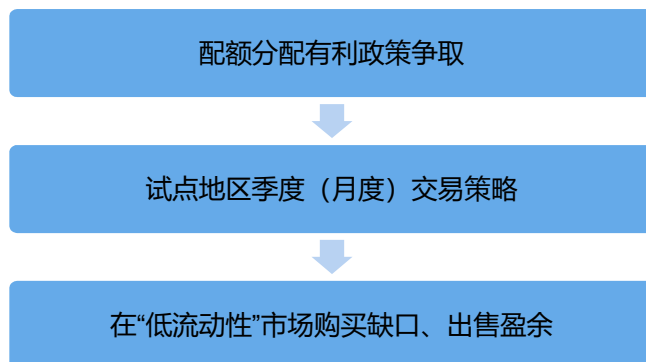 配额分配有利政策争取
试点地区季度（月度）交易策略
在“低流动性”市场购买缺口、出售盈余